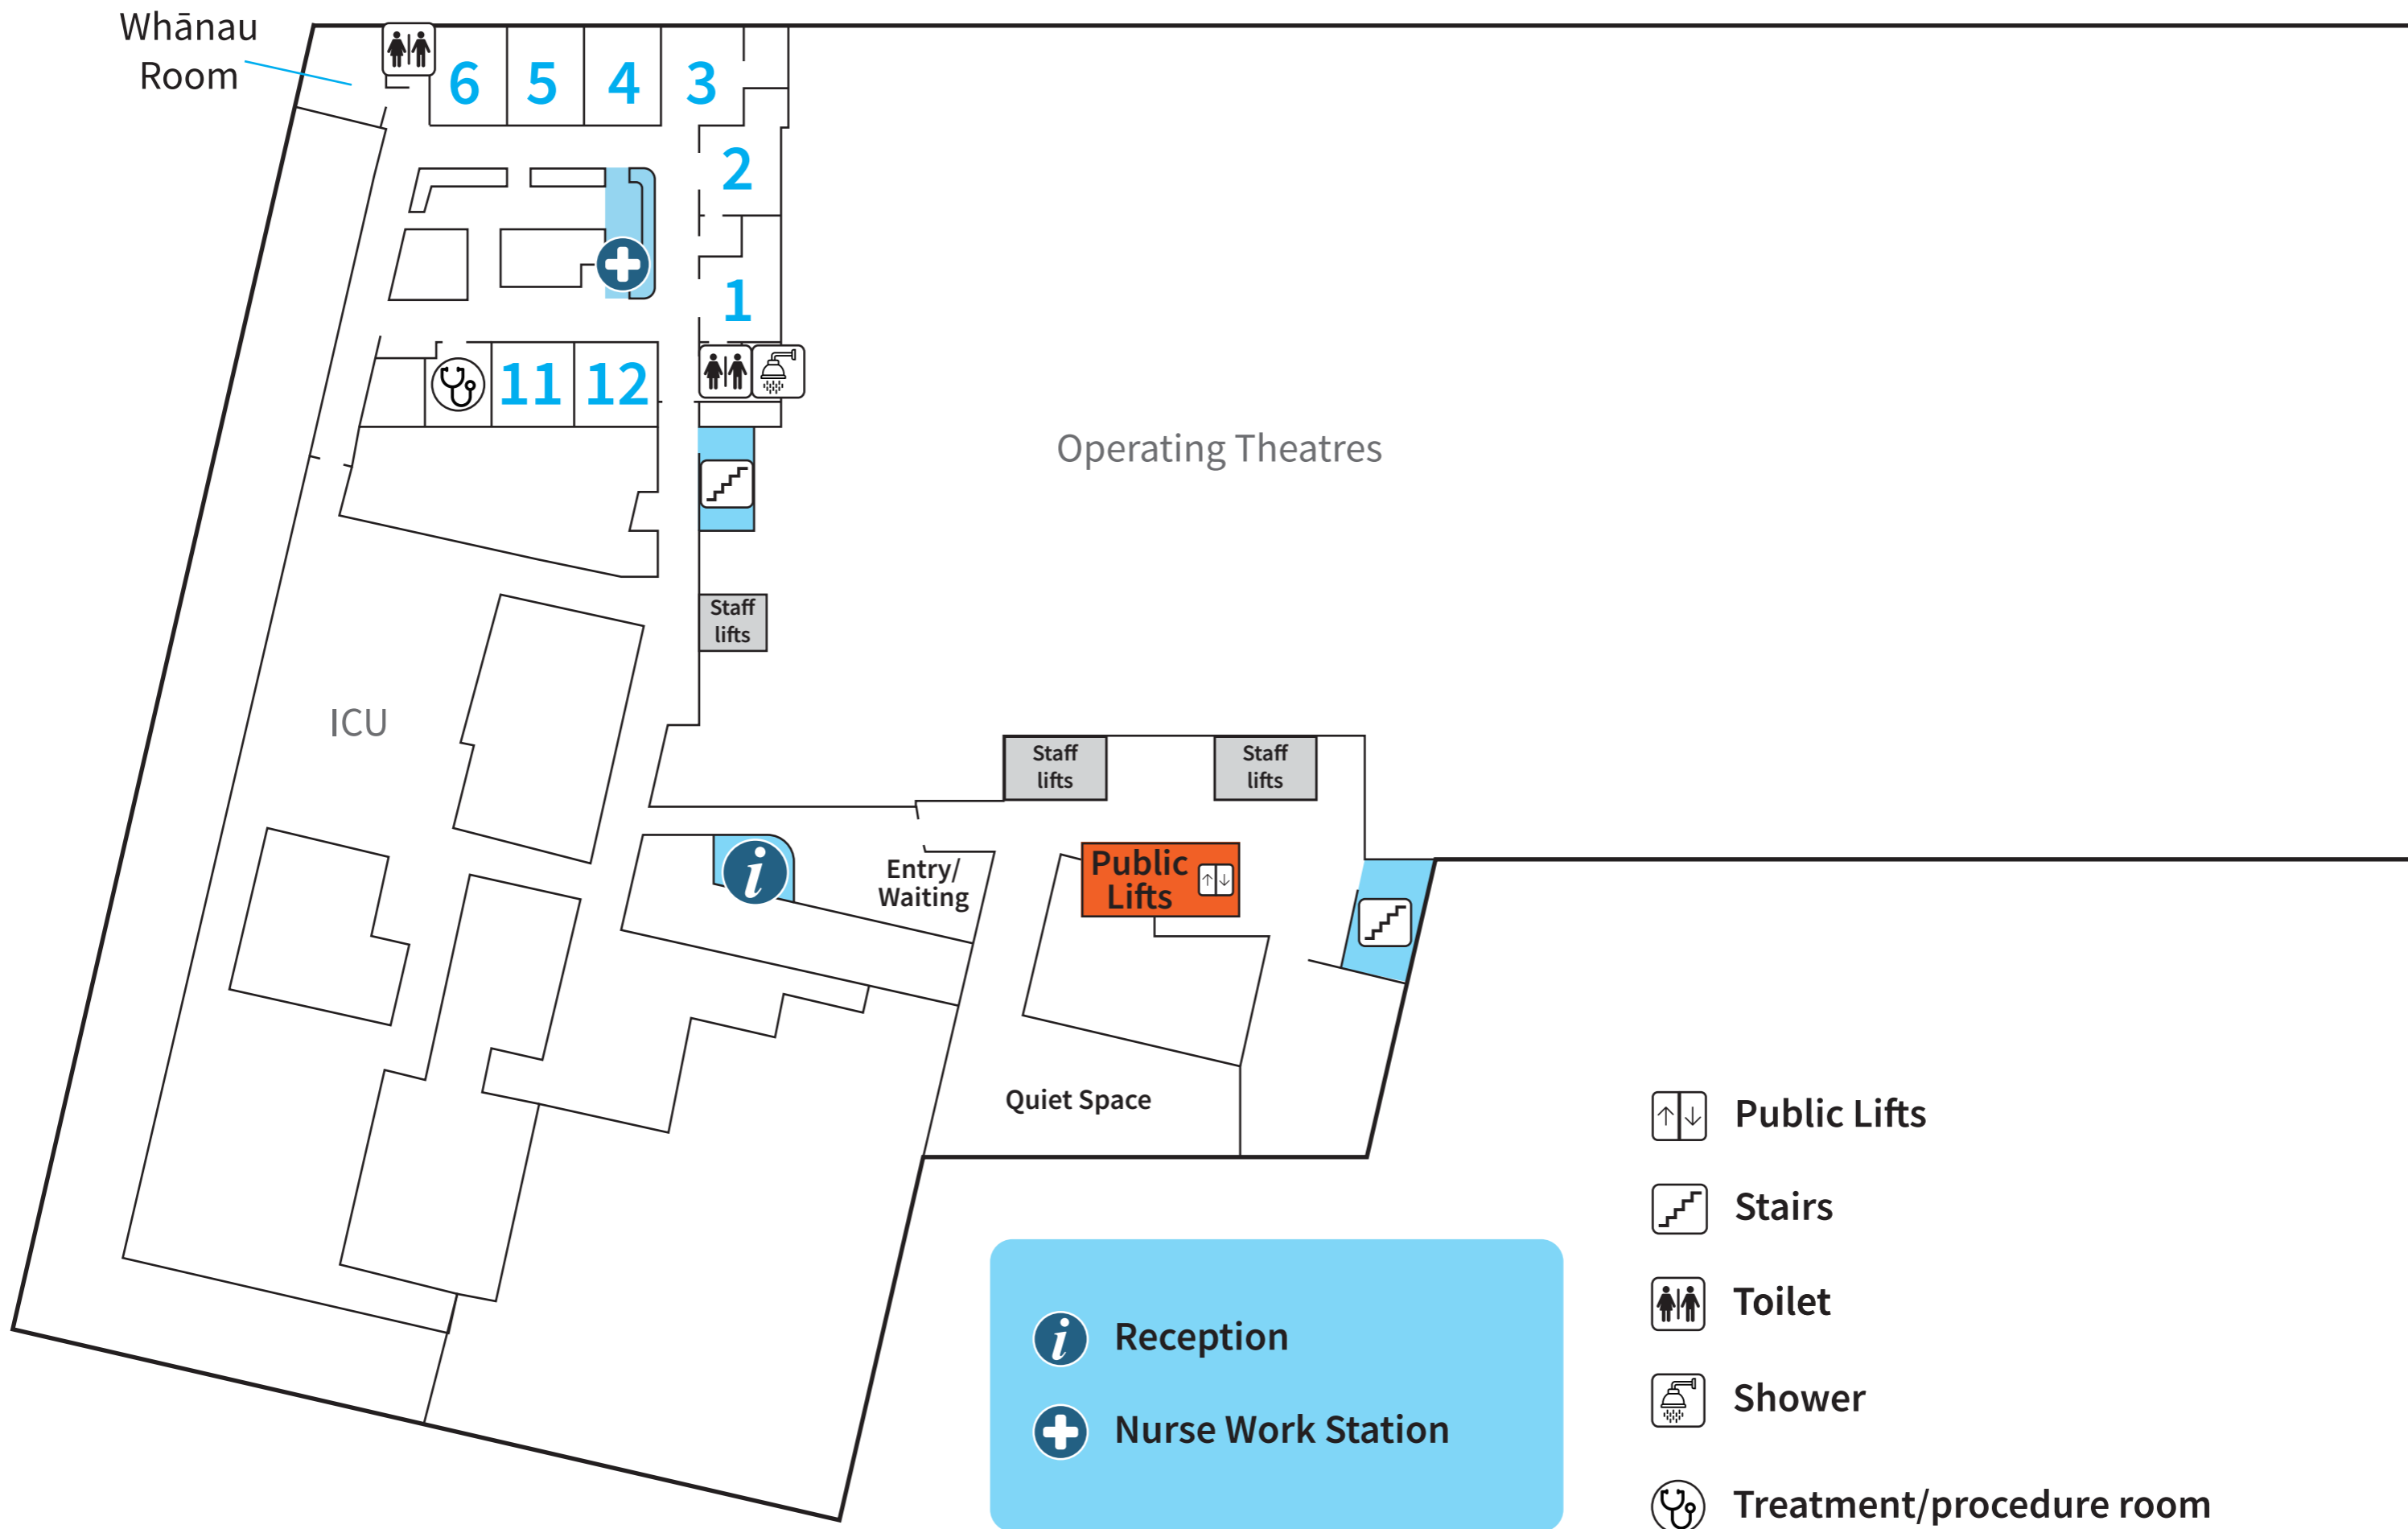 Whānau
Room
6
5
4
3
2
1
11
12
Operating Theatres
Staff
lifts
ICU
Staff
lifts
Staff
lifts
Entry/
Waiting
Public
Lifts
Quiet Space
i
Reception
Nurse Work Station
Public Lifts
Stairs
Toilet
Shower
Treatment/procedure room
i